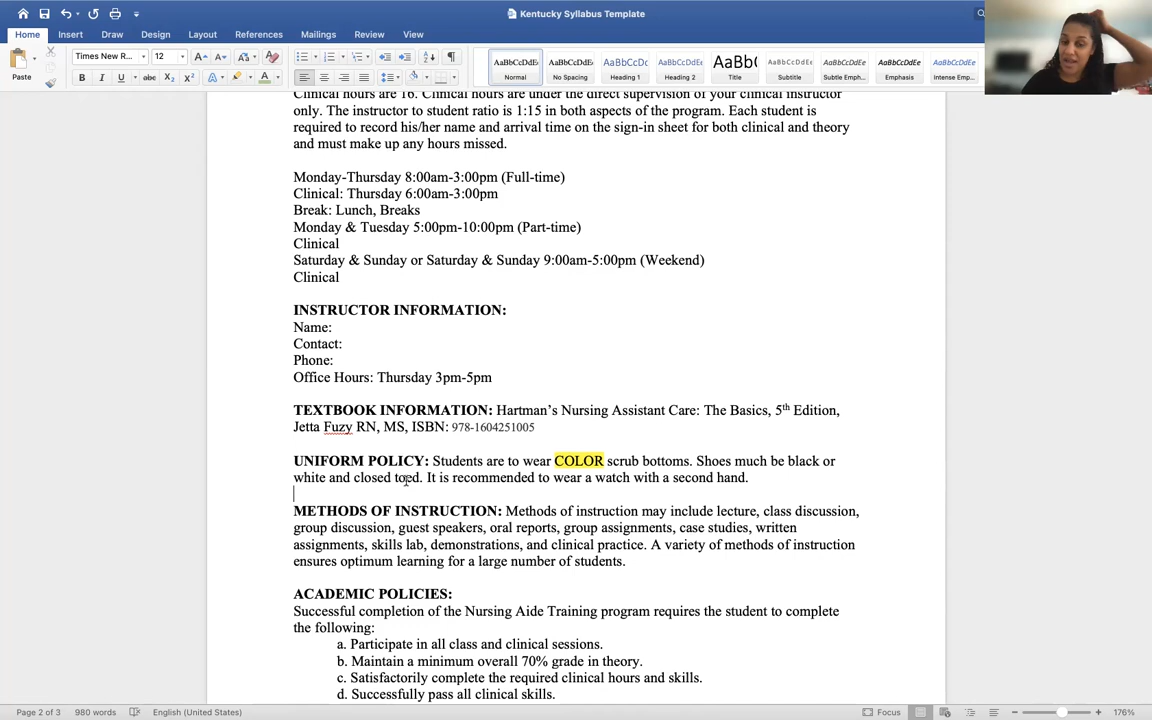 Kentucky Syllabus Template
Home Insert Draw Design Layout References Mailings Review View
Paste
Times New R... 12
AaBbCcDdEe AaBbCcDdEe AaBbCcDc AaBbCcDdEe AaBb( AaBbCcDdEe AaBbCcDdEe AaBbCcDdEe AaBbCcDdEe
Normal No Spacing Heading 1 Heading 2 Title Subtitle Subtle Emph... Emphasis Intense Emp...
Clinical hours are 16. Clinical hours are under the direct supervision of your clinical instructor
only. The instructor to student ratio is 1:15 in both aspects of the program. Each student is
required to record his/her name and arrival time on the sign-in sheet for both clinical and theory
and must make up any hours missed.
Monday-Thursday 8:00am-3:00pm (Full-time)
Clinical: Thursday 6:00am-3:00pm
Break: Lunch, Breaks
Monday & Tuesday 5:00pm-10:00pm (Part-time)
Clinical
Saturday & Sunday or Saturday & Sunday 9:00am-5:00pm (Weekend)
Clinical
INSTRUCTOR INFORMATION:
Name:
Contact:
Phone:
Office Hours: Thursday 3pm-5pm
TEXTBOOK INFORMATION: Hartman's Nursing Assistant Care: The Basics, 5th Edition,
Jetta Fuzy RN, MS, ISBN: 978-1604251005
UNIFORM POLICY: Students are to wear COLOR scrub bottoms. Shoes much be black or
white and closed toed. It is recommended to wear a watch with a second hand.
METHODS OF INSTRUCTION: Methods of instruction may include lecture, class discussion,
group discussion, guest speakers, oral reports, group assignments, case studies, written
assignments, skills lab, demonstrations, and clinical practice. A variety of methods of instruction
ensures optimum learning for a large number of students.
ACADEMIC POLICIES:
Successful completion of the Nursing Aide Training program requires the student to complete
the following:
a. Participate in all class and clinical sessions.
b. Maintain a minimum overall 70% grade in theory.
c. Satisfactorily complete the required clinical hours and skills.
d. Successfully pass all clinical skills.
Page 2 of 3 980 words English (United States) Focus 176%